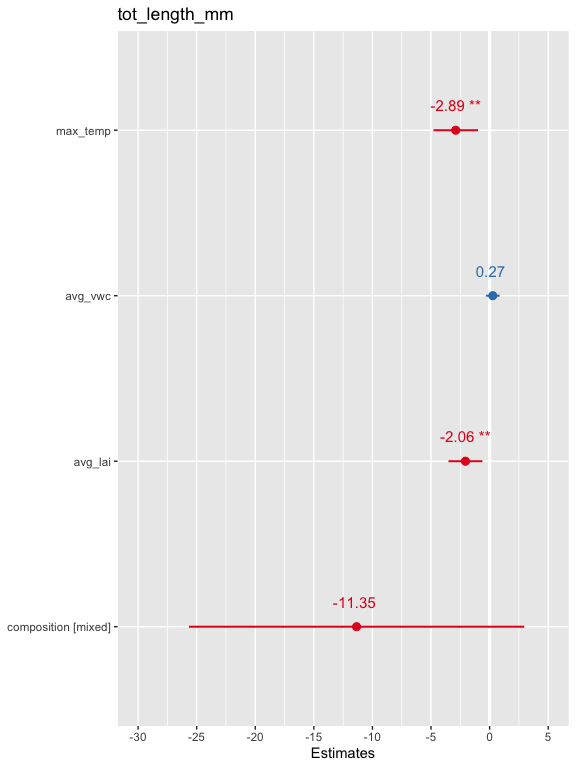 tot_length_mm
-2.89 **
max_temp
0.27
avg_vwc
-2.06 **
avg_lai
-11.35
composition [mixed]
-30 -25 -20 -15 -10 -5 0 5
Estimates